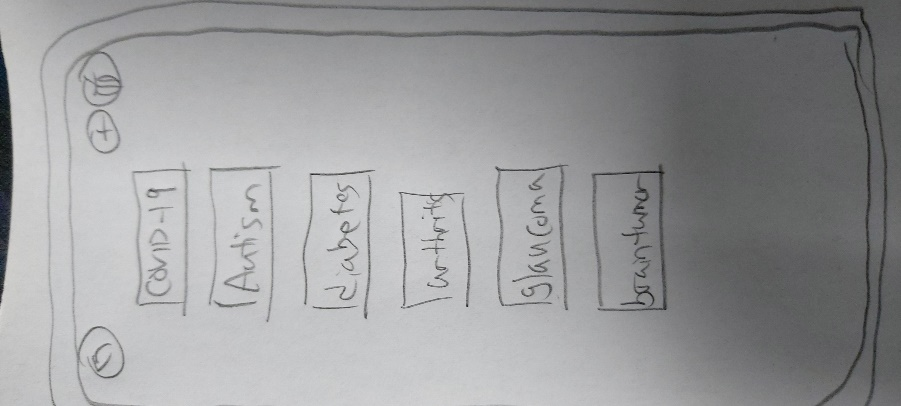 COVID-19
Autism
diabetes
arthritis
glaucoma
brain tumor